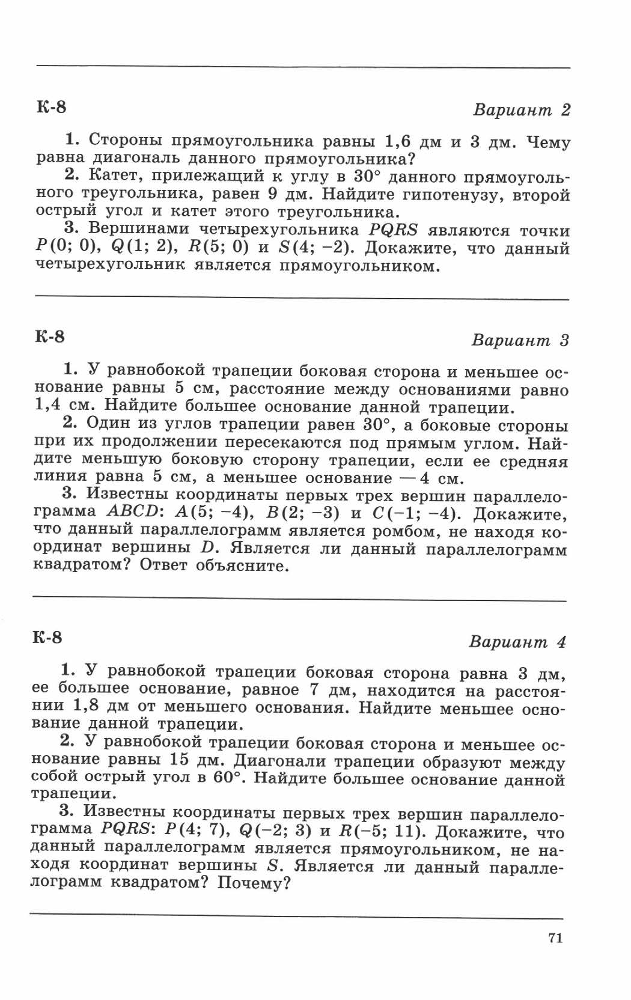 К-8
Вариант 2
1. Стороны прямоугольника равны 1,6 дм и 3 дм. Чему
равна диагональ данного прямоугольника?
2. Катет, прилежащий к углу в 30° данного прямоуголь-
ного треугольника, равен 9 дм. Найдите гипотенузу, второй
острый угол и катет этого треугольника.
3. Вершинами четырехугольника PQRS являются точки
P(0; 0), Q(1; 2), R(5; 0) и S(4; −2). Докажите, что данный
четырехугольник является прямоугольником.
К-8
Вариант 3
1. У равнобокой трапеции боковая сторона и меньшее ос-
нование равны 5 см, расстояние между основаниями равно
1,4 см. Найдите большее основание данной трапеции.
2. Один из углов трапеции равен 30°, а боковые стороны
при их продолжении пересекаются под прямым углом. Най-
дите меньшую боковую сторону трапеции, если ее средняя
линия равна 5 см, а меньшее основание — 4 см.
3. Известны координаты первых трех вершин параллело-
грамма ABCD: A(5; −4), B(2; −3) и C(−1; −4). Докажите,
что данный параллелограмм является ромбом, не находя ко-
ординат вершины D. Является ли данный параллелограмм
квадратом? Ответ объясните.
К-8
Вариант 4
1. У равнобокой трапеции боковая сторона равна 3 дм,
ее большее основание, равное 7 дм, находится на расстоя-
нии 1,8 дм от меньшего основания. Найдите меньшее осно-
вание данной трапеции.
2. У равнобокой трапеции боковая сторона и меньшее ос-
нование равны 15 дм. Диагонали трапеции образуют между
собой острый угол в 60°. Найдите большее основание данной
трапеции.
3. Известны координаты первых трех вершин параллело-
грамма PQRS: P(4; 7), Q(−2; 3) и R(−5; 11). Докажите, что
данный параллелограмм является прямоугольником, не на-
ходя координат вершины S. Является ли данный паралле-
лограмм квадратом? Почему?
71